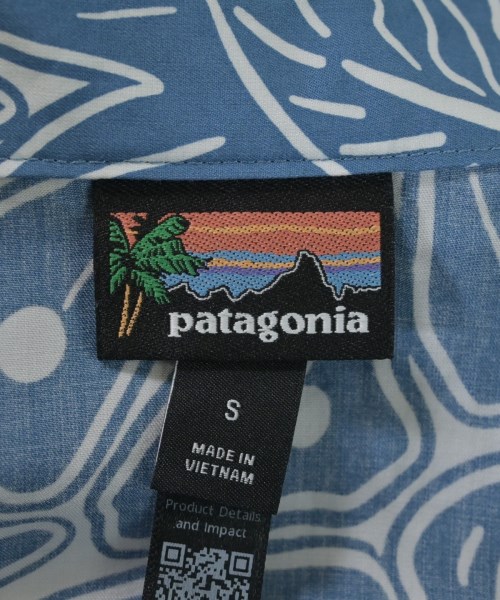 patagonia
S
MADE IN
VIETNAM
Product Details
and Impact